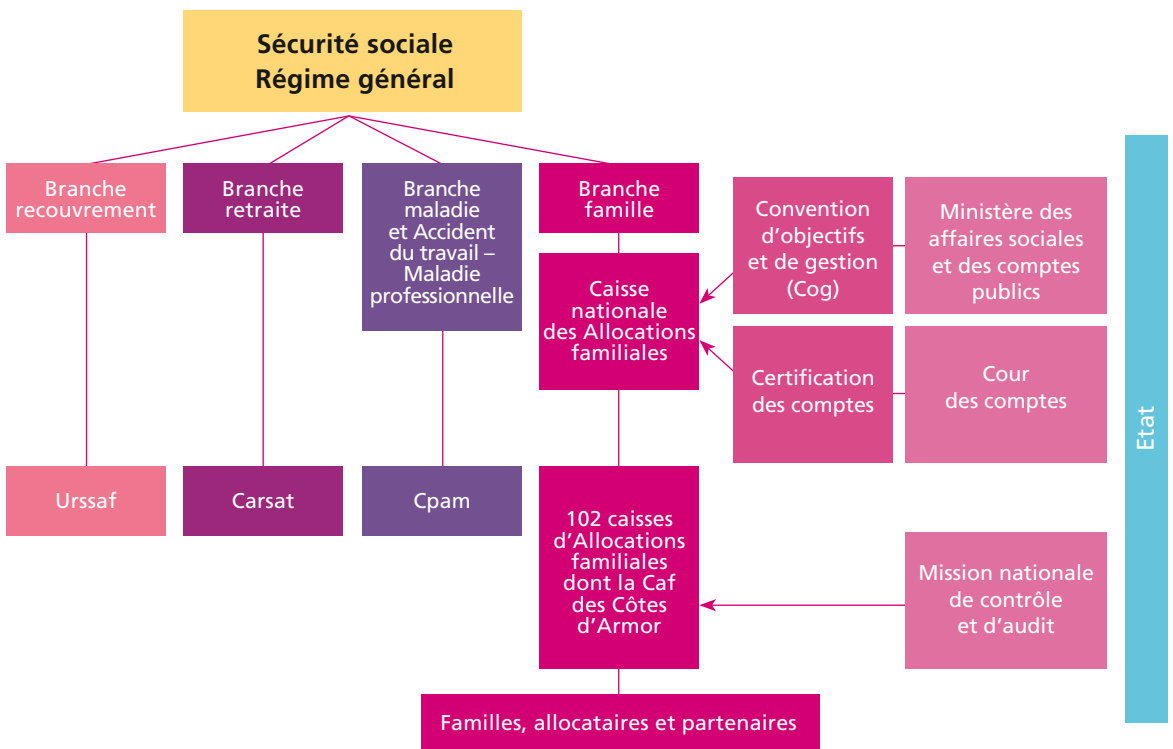 Sécurité sociale
Régime général
Branche
recouvrement
Branche
retraite
Branche
maladie
et Accident
du travail –
Maladie
professionnelle
Branche
famille
Convention
d'objectifs
et de gestion
(Cog)
Ministère des
affaires sociales
et des comptes
publics
Caisse
nationale
des Allocations
familiales
Certification
des comptes
Cour
des comptes
Etat
Urssaf
Carsat
Cpam
102 caisses
d'Allocations
familiales
dont la Caf
des Côtes
d'Armor
Mission nationale
de contrôle
et d'audit
Familles, allocataires et partenaires